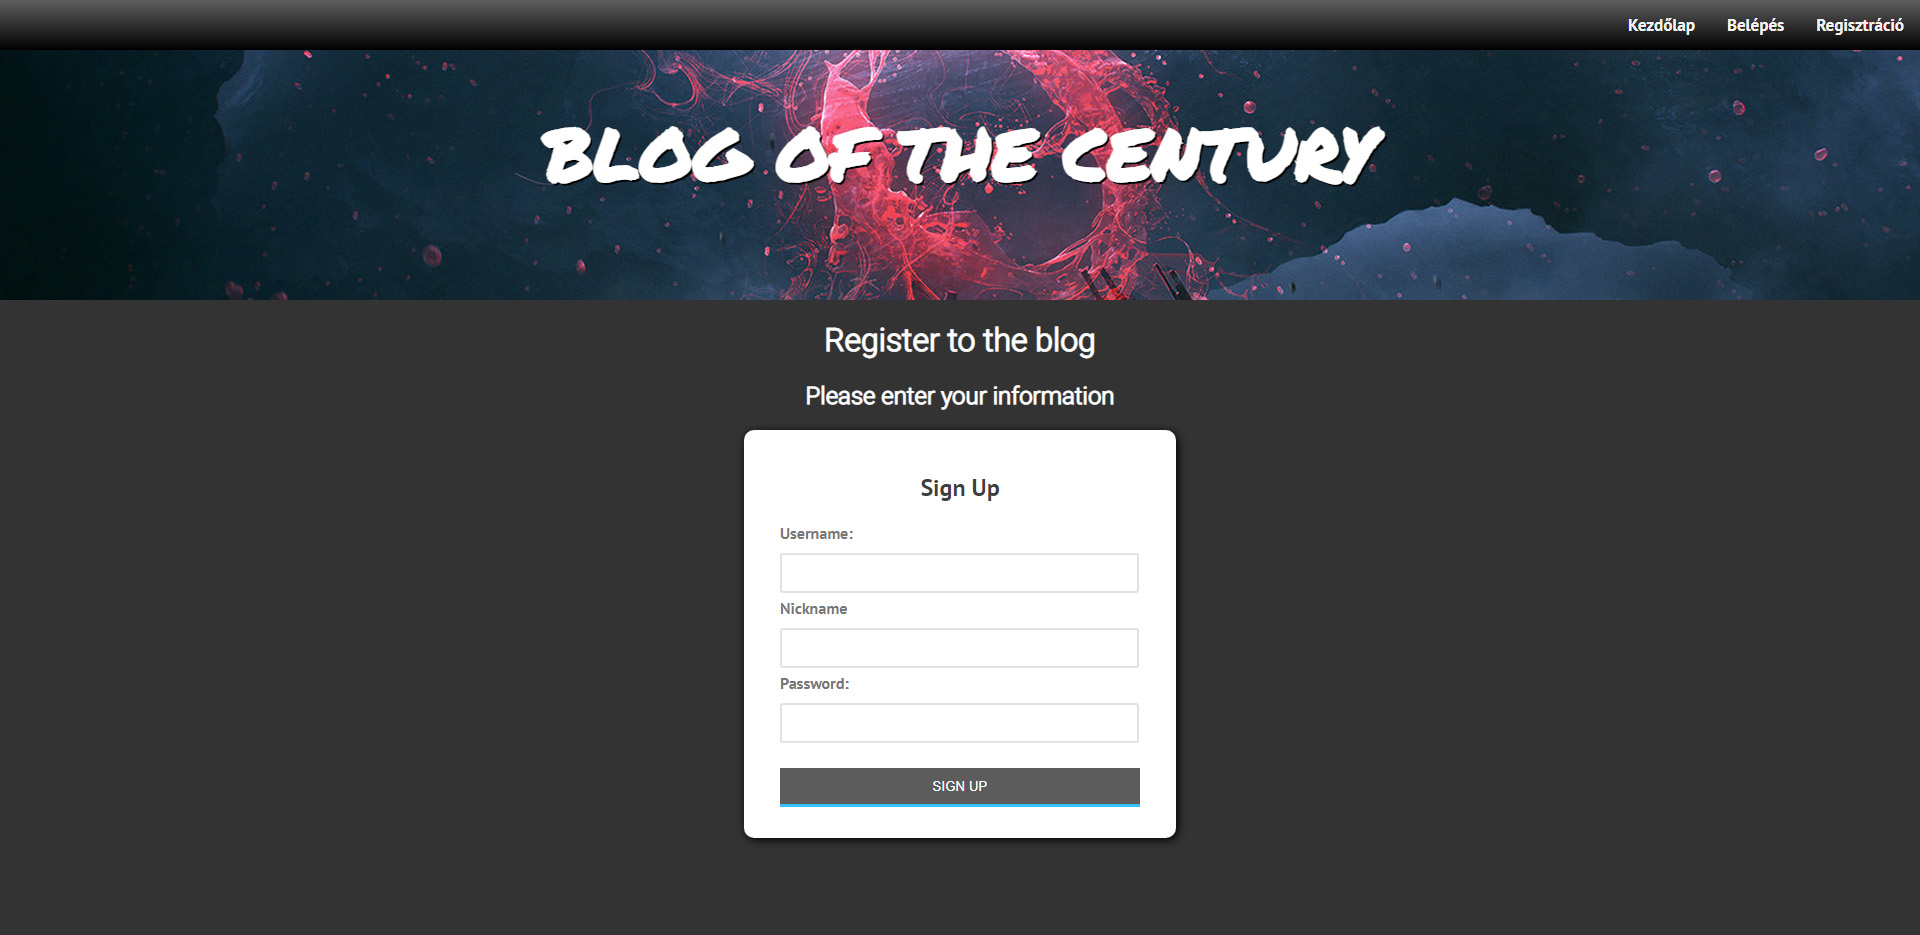 Kezdőlap Belépés Regisztráció
BLOG OF THE CENTURY
Register to the blog
Please enter your information
Sign Up
Username:
Nickname
Password:
SIGN UP